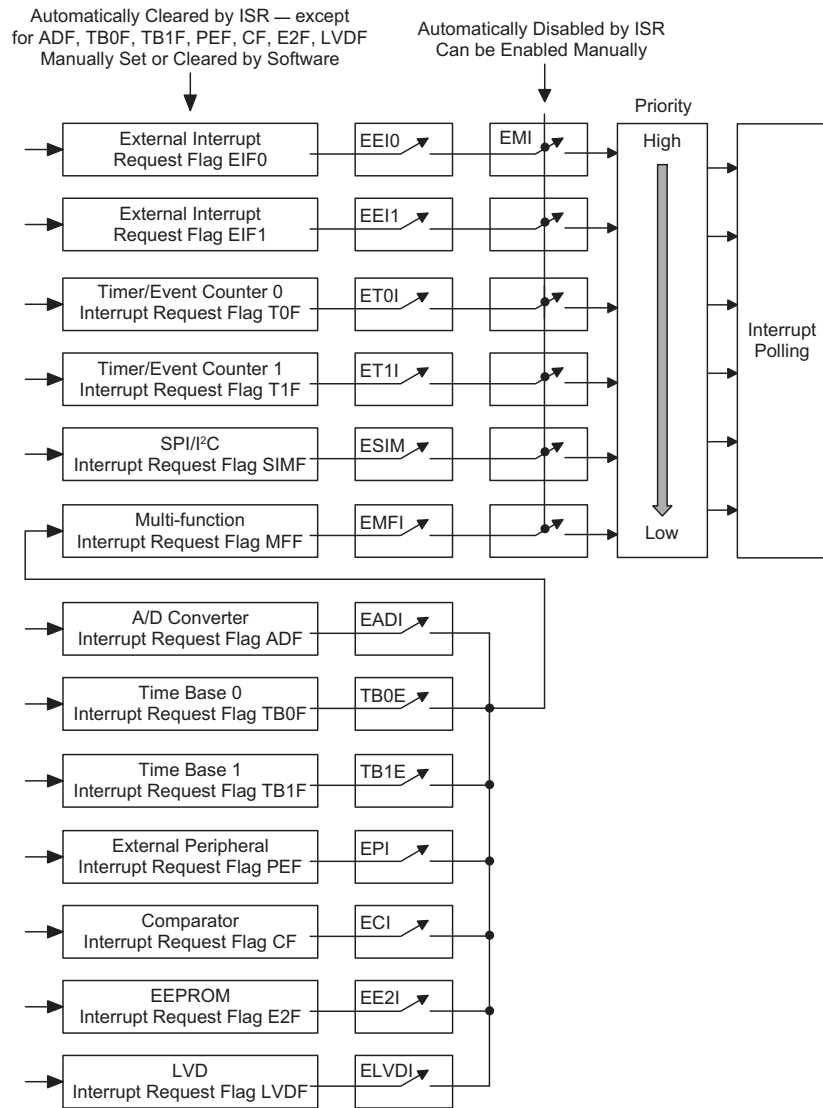 Automatically Cleared by ISR — except
for ADF, TB0F, TB1F, PEF, CF, E2F, LVDF
Manually Set or Cleared by Software
Automatically Disabled by ISR
Can be Enabled Manually
Priority
External Interrupt
Request Flag EIF0
EEI0
EMI
High
External Interrupt
Request Flag EIF1
EEI1
Timer/Event Counter 0
Interrupt Request Flag T0F
ET0I
Interrupt
Polling
Timer/Event Counter 1
Interrupt Request Flag T1F
ET1I
SPI/I²C
Interrupt Request Flag SIMF
ESIM
Multi-function
Interrupt Request Flag MFF
EMFI
Low
A/D Converter
Interrupt Request Flag ADF
EADI
Time Base 0
Interrupt Request Flag TB0F
TB0E
Time Base 1
Interrupt Request Flag TB1F
TB1E
External Peripheral
Interrupt Request Flag PEF
EPI
Comparator
Interrupt Request Flag CF
ECI
EEPROM
Interrupt Request Flag E2F
EE2I
LVD
Interrupt Request Flag LVDF
ELVDI